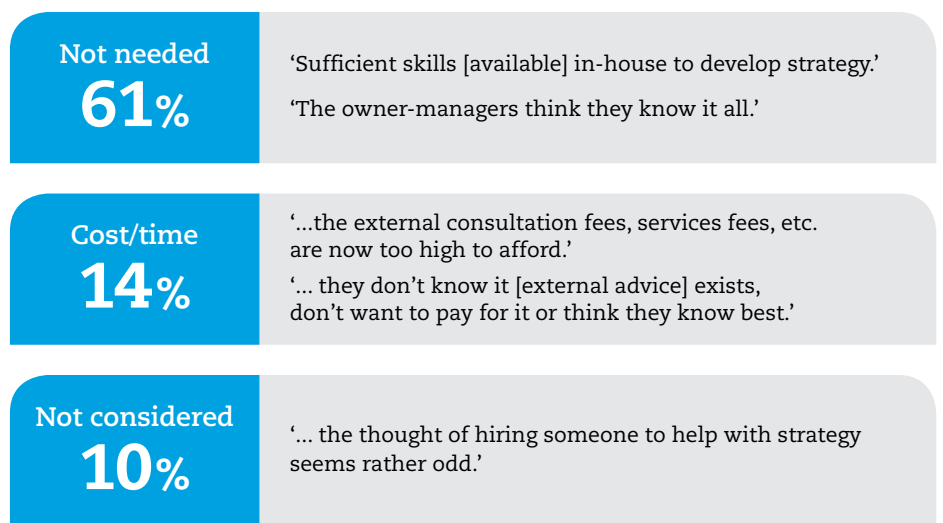 Not needed
61%
‘Sufficient skills [available] in-house to develop strategy.’
‘The owner-managers think they know it all.’
Cost/time
14%
‘...the external consultation fees, services fees, etc.
are now too high to afford.’
‘... they don’t know it [external advice] exists,
don’t want to pay for it or think they know best.’
Not considered
10%
‘... the thought of hiring someone to help with strategy
seems rather odd.’